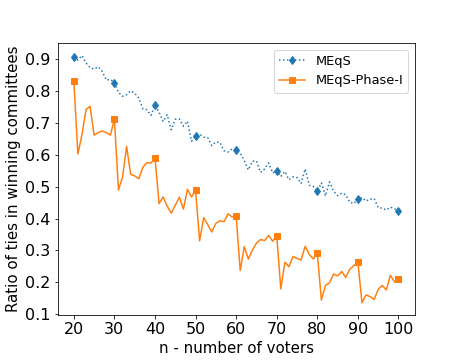 Ratio of ties in winning committees
0.9
0.8
0.7
0.6
0.5
0.4
0.3
0.2
0.1
MEqS
MEqS-Phase-I
20 30 40 50 60 70 80 90 100
n - number of voters